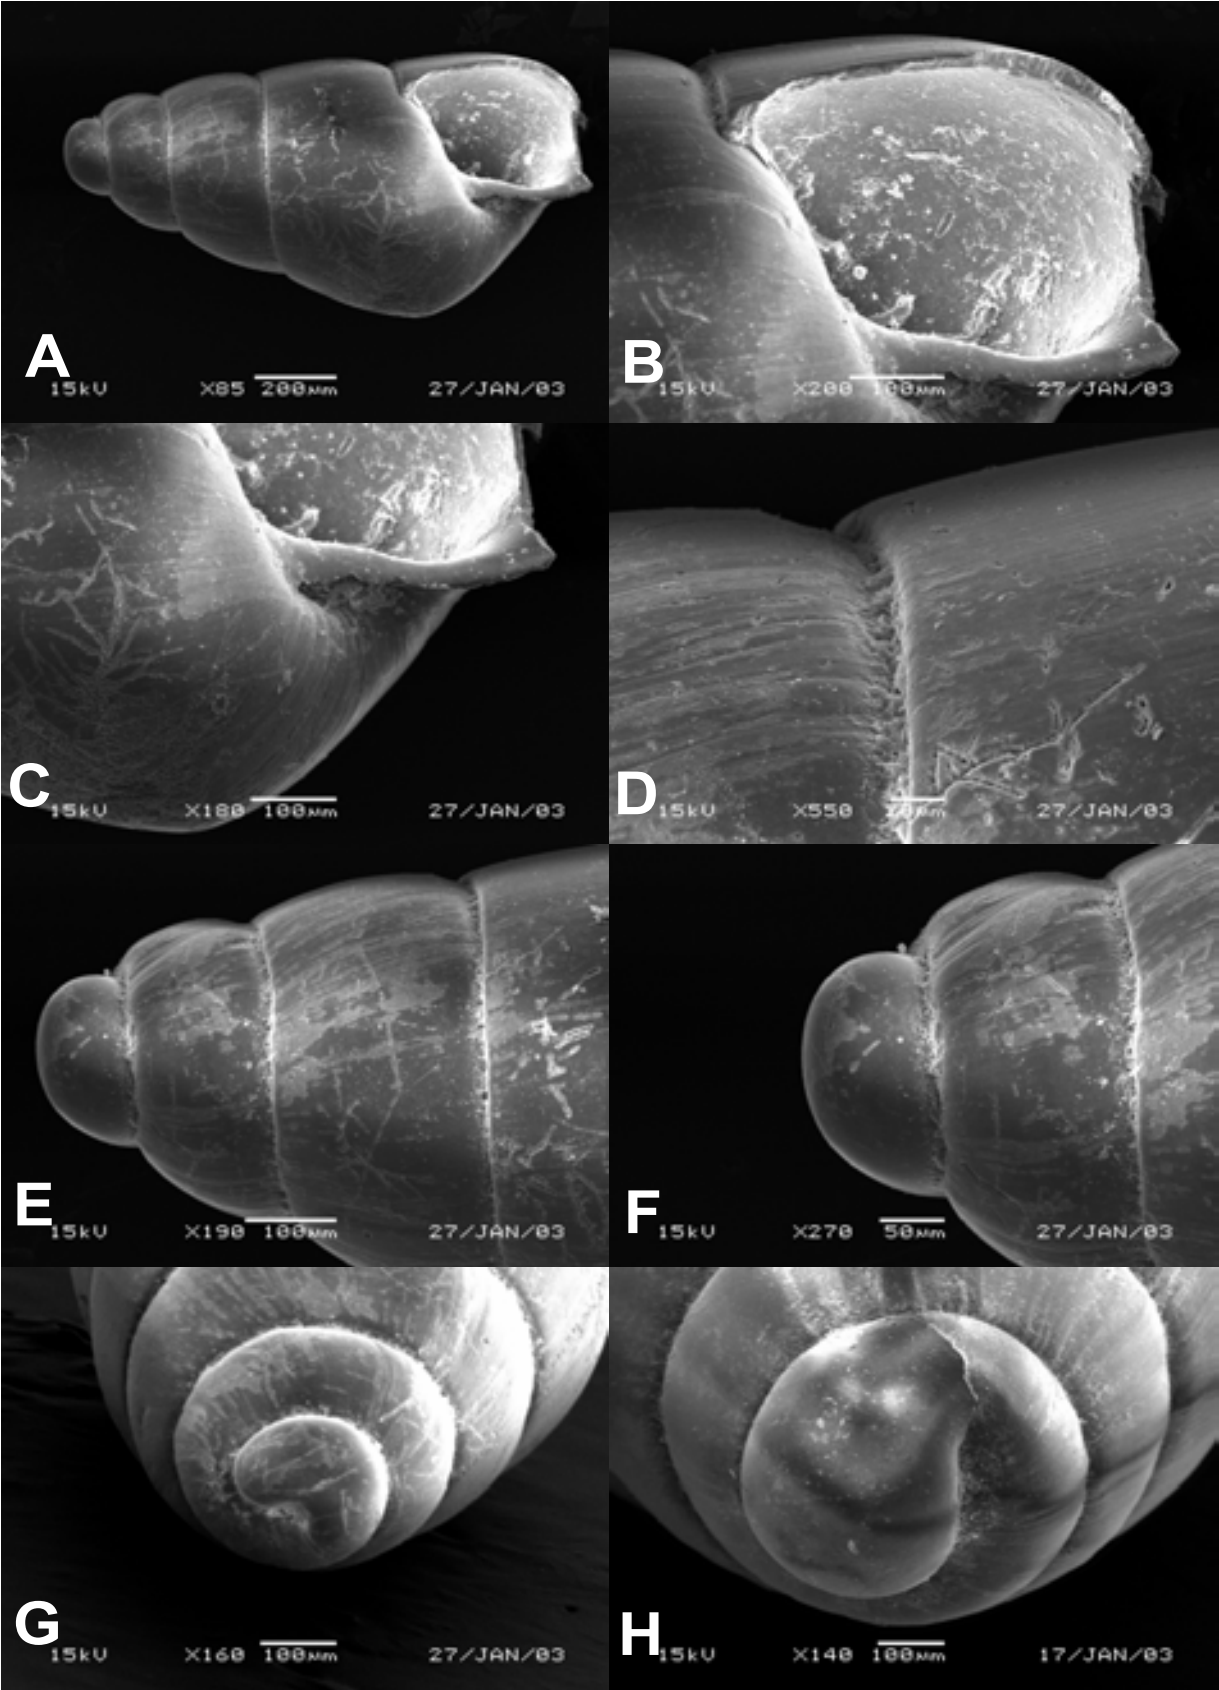 A
15kV X85 200μm 27/JAN/03
B
15kV X200 100μm 27/JAN/03
C
15kV X180 100μm 27/JAN/03
D
15kV X550 20μm 27/JAN/03
E
15kV X190 100μm 27/JAN/03
F
15kV X270 50μm 27/JAN/03
G
15kV X160 100μm 27/JAN/03
H
15kV X140 100μm 17/JAN/03